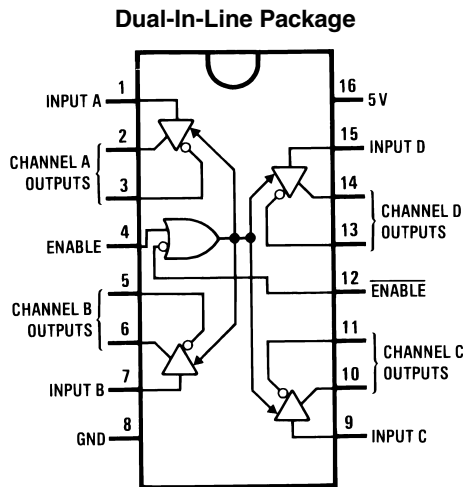 Dual-In-Line Package
1
INPUT A
2
CHANNEL A
OUTPUTS
3
4
ENABLE
5
CHANNEL B
OUTPUTS
6
7
INPUT B
8
GND
16
5V
15
INPUT D
14
CHANNEL D
OUTPUTS
13
12
ENABLE
11
CHANNEL C
OUTPUTS
10
9
INPUT C